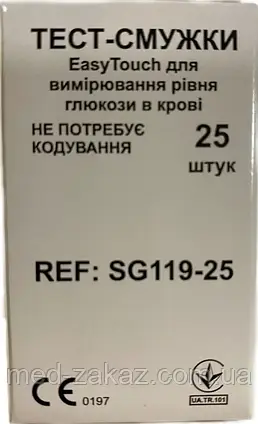 ТЕСТ-СМУЖКИ
EasyTouch для
вимірювання рівня
глюкози в крові
НЕ ПОТРЕБУЄ
КОДУВАННЯ
25
штук
REF: SG119-25
med-zakaz.com.ua
CE 0197
UA.TR.101